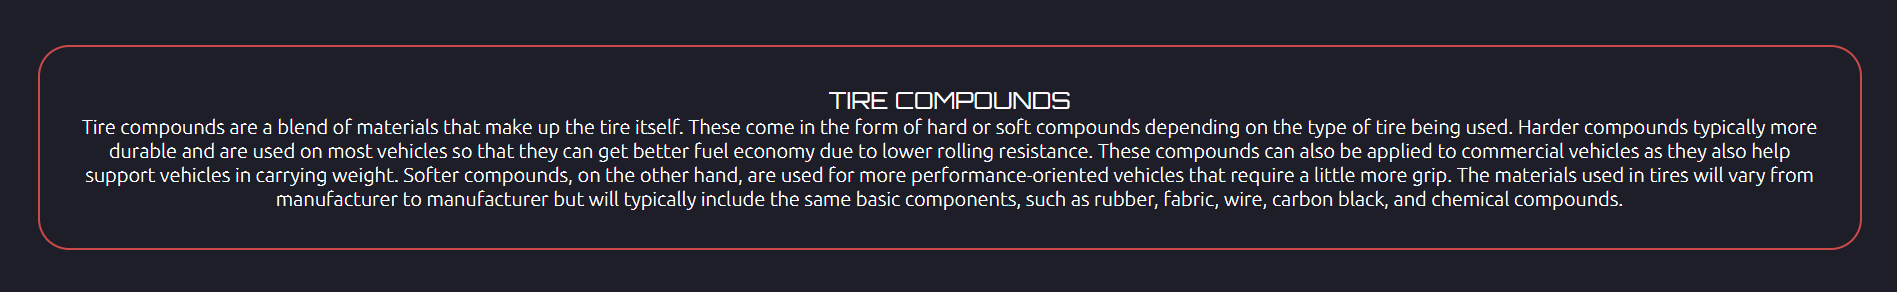 TIRE COMPOUNDS
Tire compounds are a blend of materials that make up the tire itself. These come in the form of hard or soft compounds depending on the type of tire being used. Harder compounds typically more
durable and are used on most vehicles so that they can get better fuel economy due to lower rolling resistance. These compounds can also be applied to commercial vehicles as they also help
support vehicles in carrying weight. Softer compounds, on the other hand, are used for more performance-oriented vehicles that require a little more grip. The materials used in tires will vary from
manufacturer to manufacturer but will typically include the same basic components, such as rubber, fabric, wire, carbon black, and chemical compounds.